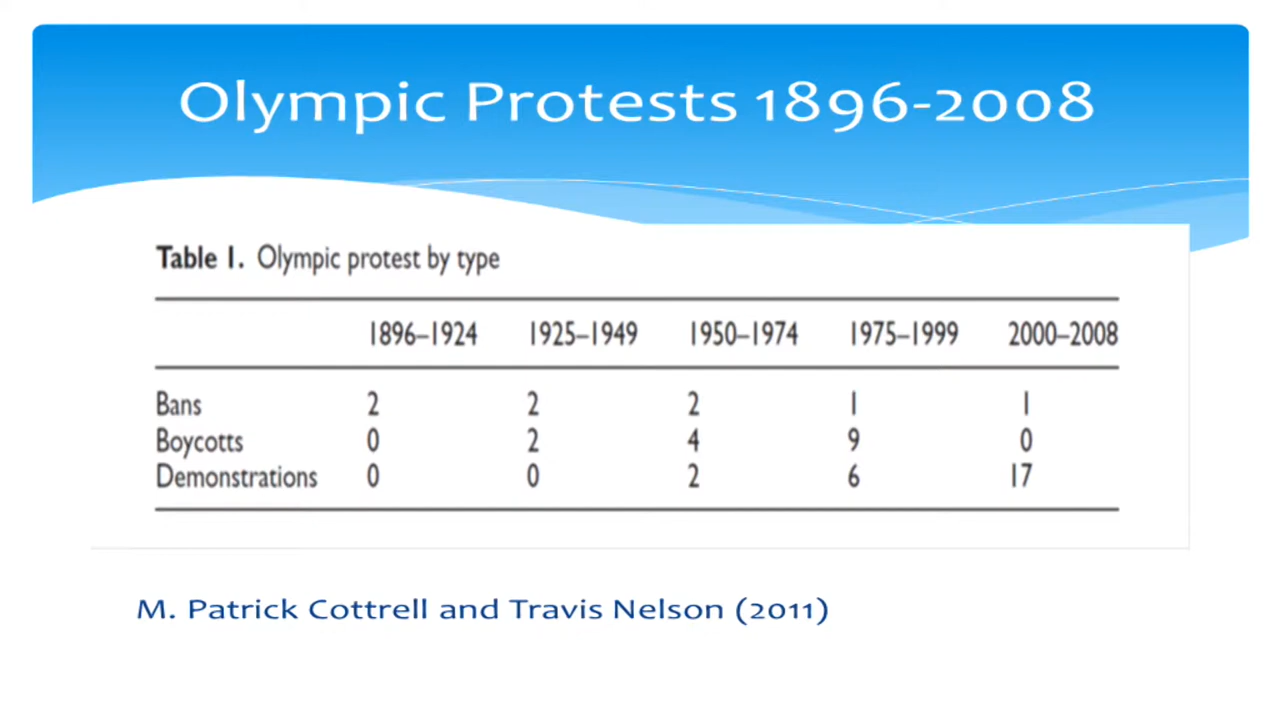 Olympic Protests 1896-2008
Table 1. Olympic protest by type
1896–1924 1925–1949 1950–1974 1975–1999 2000–2008
Bans 2 2 2 1 1
Boycotts 0 2 4 9 0
Demonstrations 0 0 2 6 17
M. Patrick Cottrell and Travis Nelson (2011)